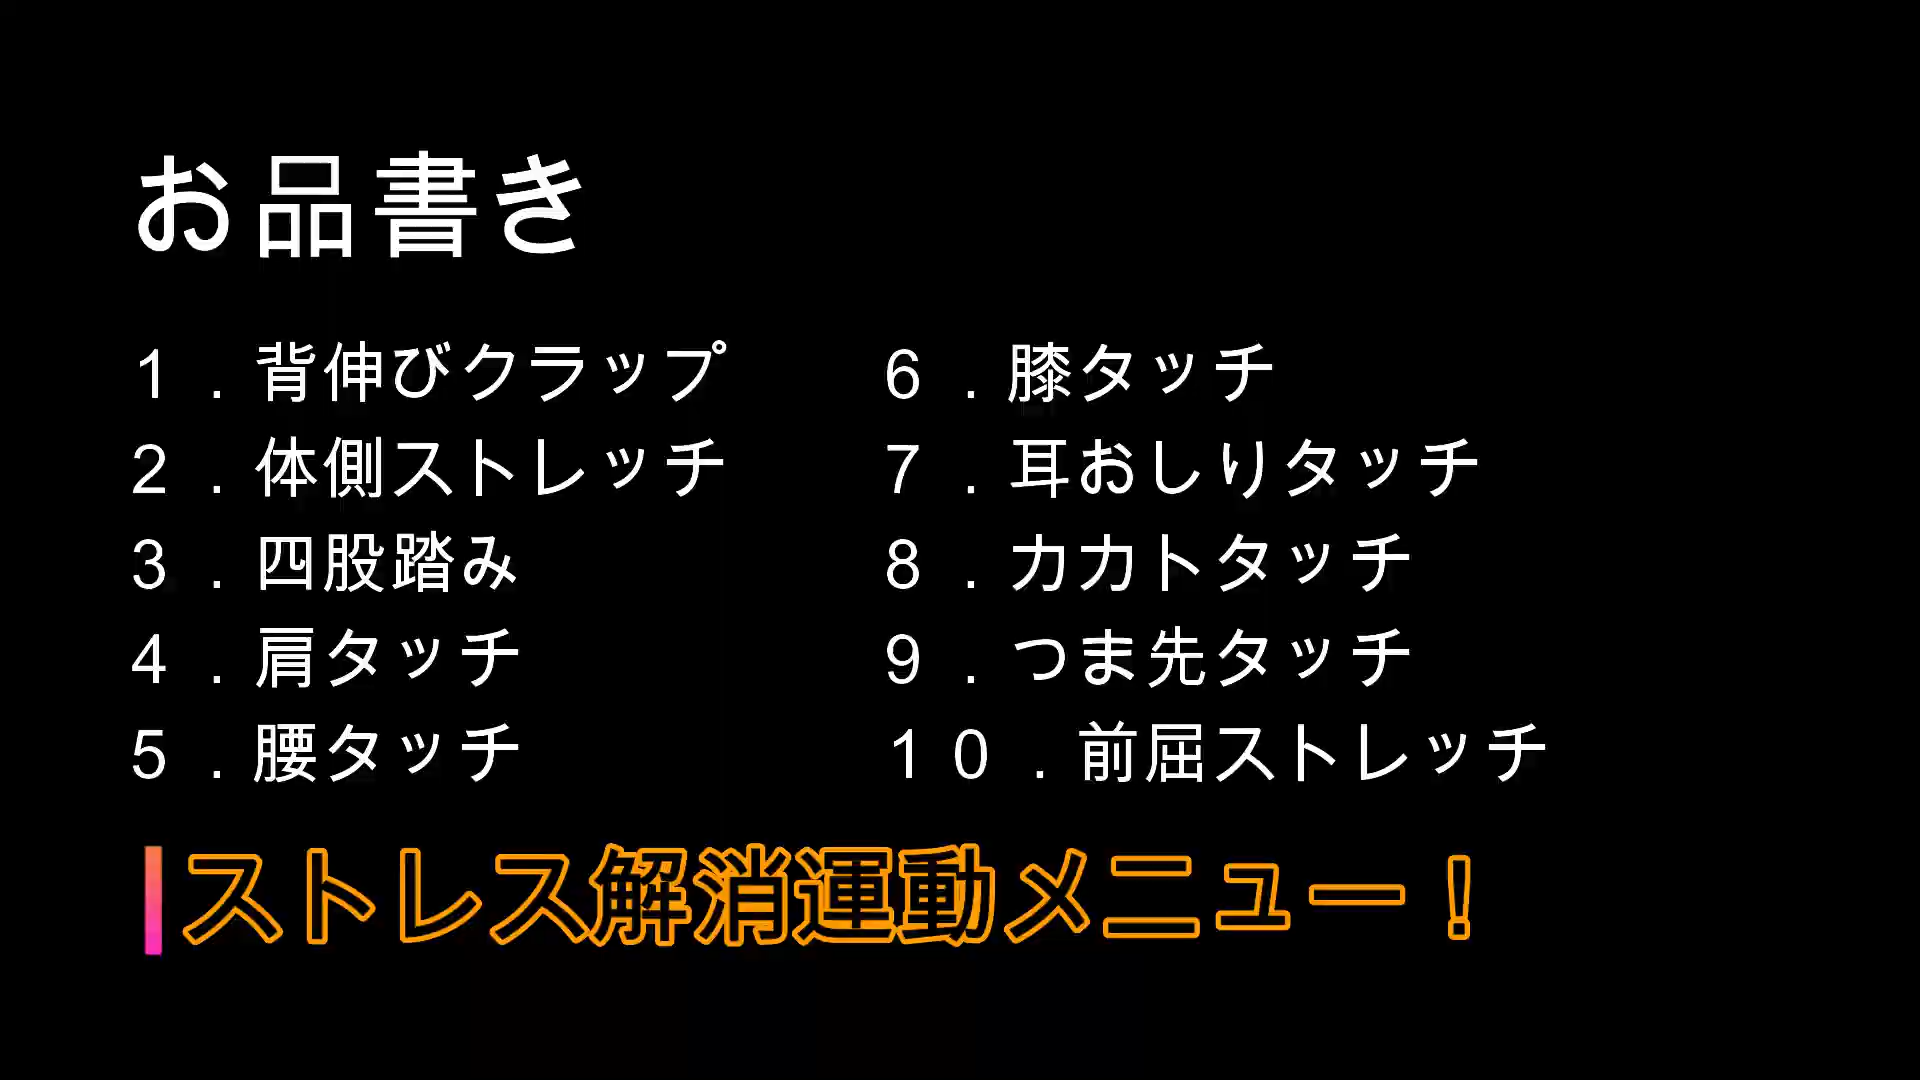 お品書き
１．背伸びクラップ
２．体側ストレッチ
３．四股踏み
４．肩タッチ
５．腰タッチ
６．膝タッチ
７．耳おしりタッチ
８．カカトタッチ
９．つま先タッチ
１０．前屈ストレッチ
ストレス解消運動メニュー！